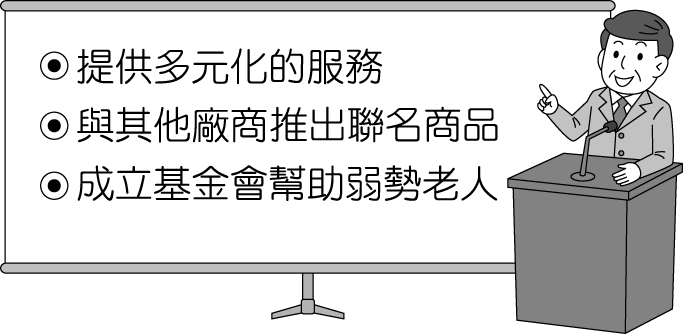 ◉ 提供多元化的服務
◉ 與其他廠商推出聯名商品
◉ 成立基金會幫助弱勢老人